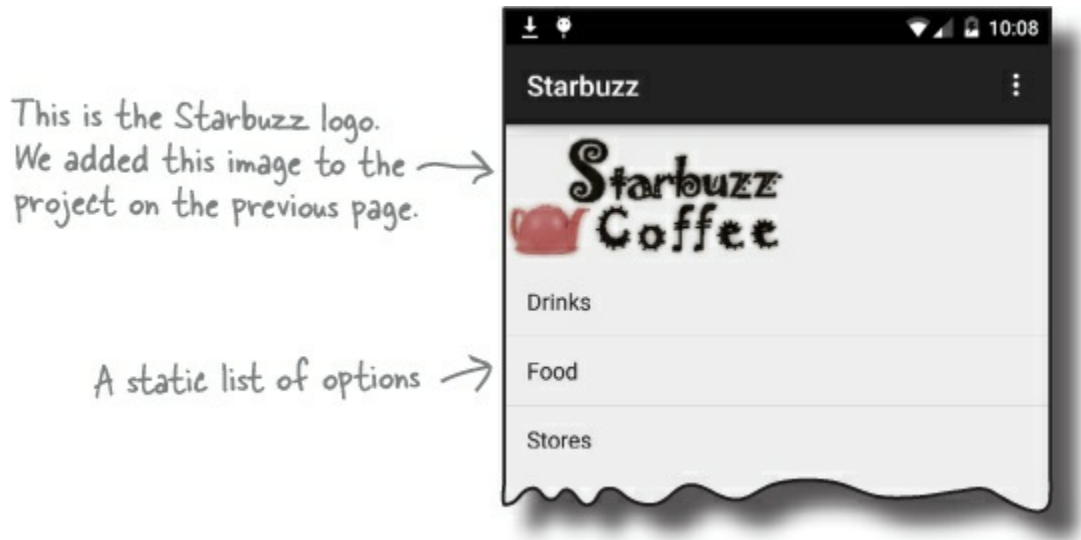 10:08
Starbuzz
This is the Starbuzz logo.
We added this image to the
project on the previous page.
Starbuzz
Coffee
Drinks
A static list of options
Food
Stores